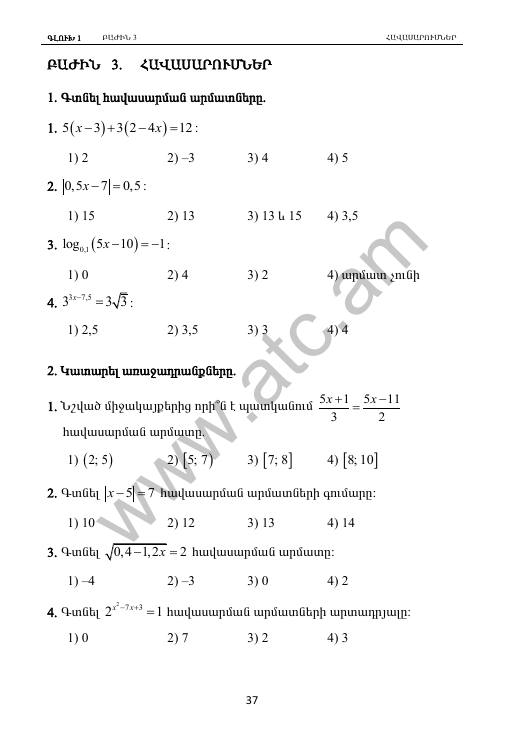 ԳԼՈՒԽ 1 ԲԱԺԻՆ 3 ՀԱՎԱՍԱՐՈՒՄՆԵՐ
ԲԱԺԻՆ 3. ՀԱՎԱՍԱՐՈՒՄՆԵՐ
1. Գտնել հավասարման արմատները.
1. 5(x−3)+3(2−4x)=12:
1) 2 2) –3 3) 4 4) 5
2. |0,5x−7|=0,5:
1) 15 2) 13 3) 13 և 15 4) 3,5
3. log₀,₁(5x−10)=−1:
1) 0 2) 4 3) 2 4) արմատ չունի
4. 3^{3x−7,5}=3√3:
1) 2,5 2) 3,5 3) 3 4) 4
2. Կատարել առաջադրանքները.
1. Նշված միջակայքերից որի՞ն է պատկանում (5x+1)/3=(5x−11)/2
հավասարման արմատը.
1) (2; 5) 2) [5; 7) 3) [7; 8] 4) [8; 10]
2. Գտնել |x−5|=7 հավասարման արմատների գումարը:
1) 10 2) 12 3) 13 4) 14
3. Գտնել √(0,4−1,2x)=2 հավասարման արմատը:
1) –4 2) –3 3) 0 4) 2
4. Գտնել 2^{x²−7x+3}=1 հավասարման արմատների արտադրյալը:
1) 0 2) 7 3) 2 4) 3
37
www.atc.am